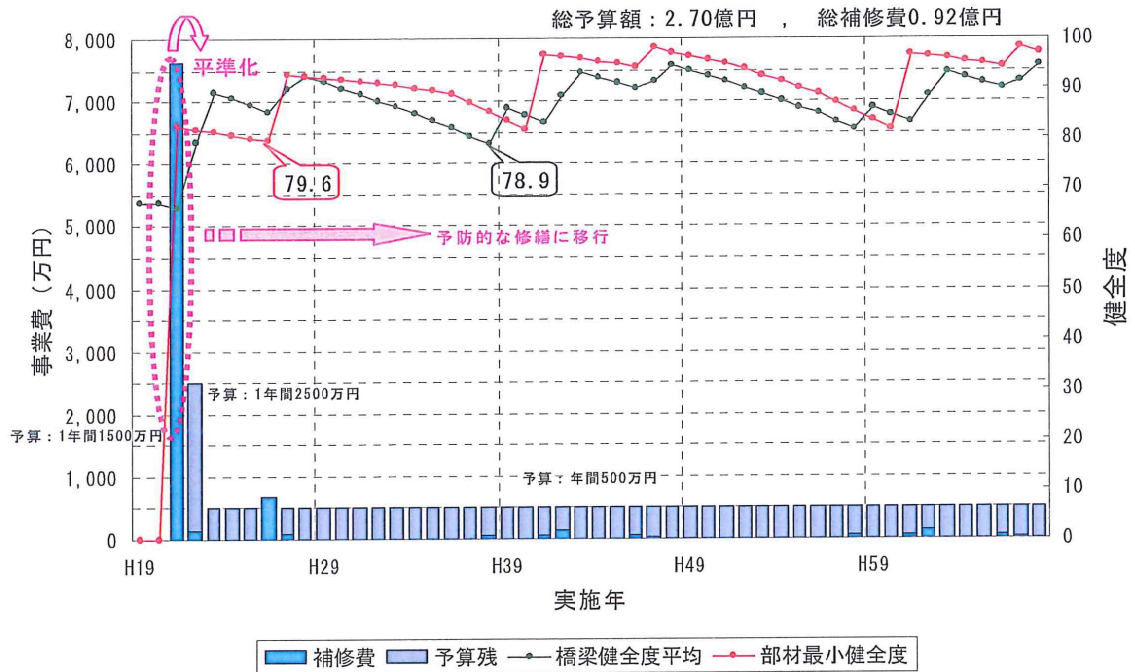 総予算額：2.70億円 ， 総補修費0.92億円
平準化
79.6
78.9
予防的な修繕に移行
予算：1年間2500万円
予算：1年間1500万円
予算：年間500万円
事業費（万円）
8,000
7,000
6,000
5,000
4,000
3,000
2,000
1,000
0
健全度
100
90
80
70
60
50
40
30
20
10
0
H19 H29 H39 H49 H59
実施年
補修費 予算残 橋梁健全度平均 部材最小健全度